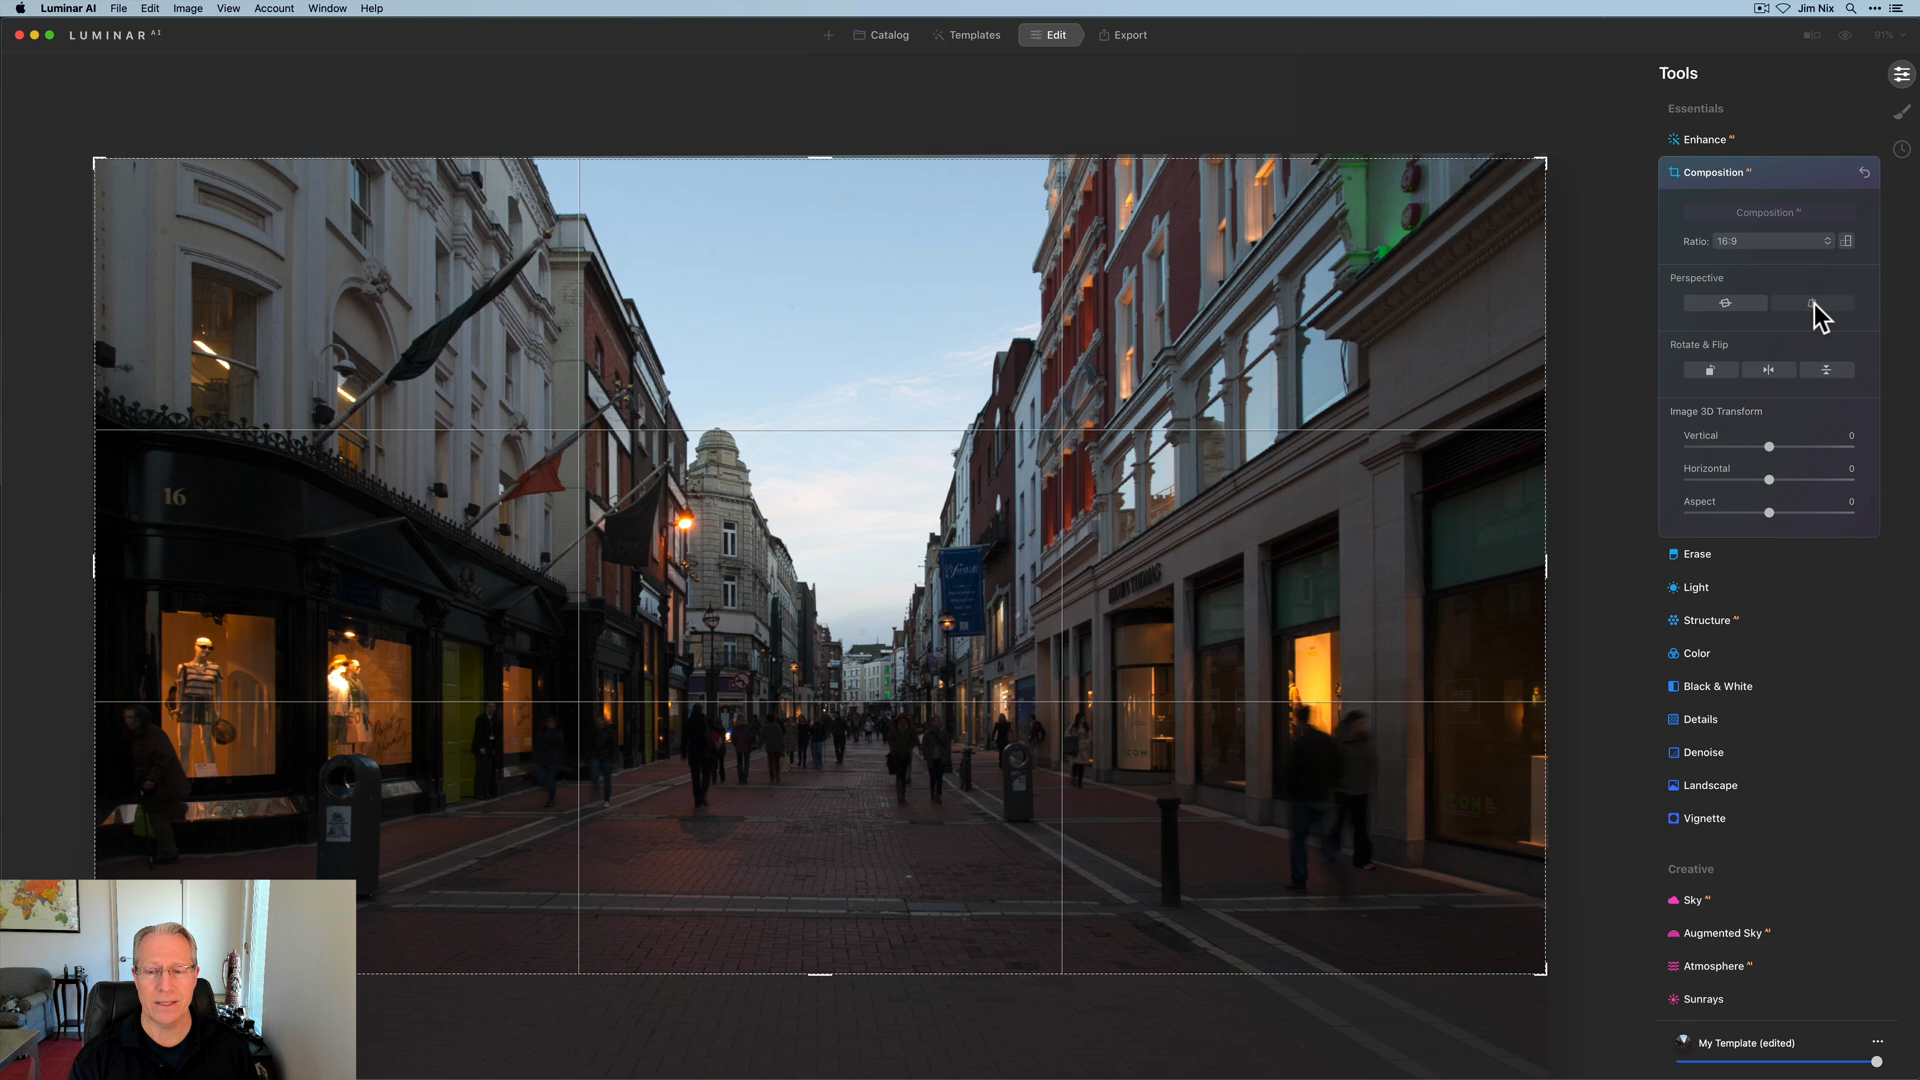 Luminar AI File Edit Image View Account Window Help Jim Nix
LUMINAR AI Catalog Templates Edit Export 91%
Tools
Essentials
Enhance AI
Composition AI
Composition AI
Ratio: 16:9
Perspective
Rotate & Flip
Image 3D Transform
Vertical 0
Horizontal 0
Aspect 0
Erase
Light
Structure AI
Color
Black & White
Details
Denoise
Landscape
Vignette
Creative
Sky AI
Augmented Sky AI
Atmosphere AI
Sunrays
My Template (edited)
16
ICON